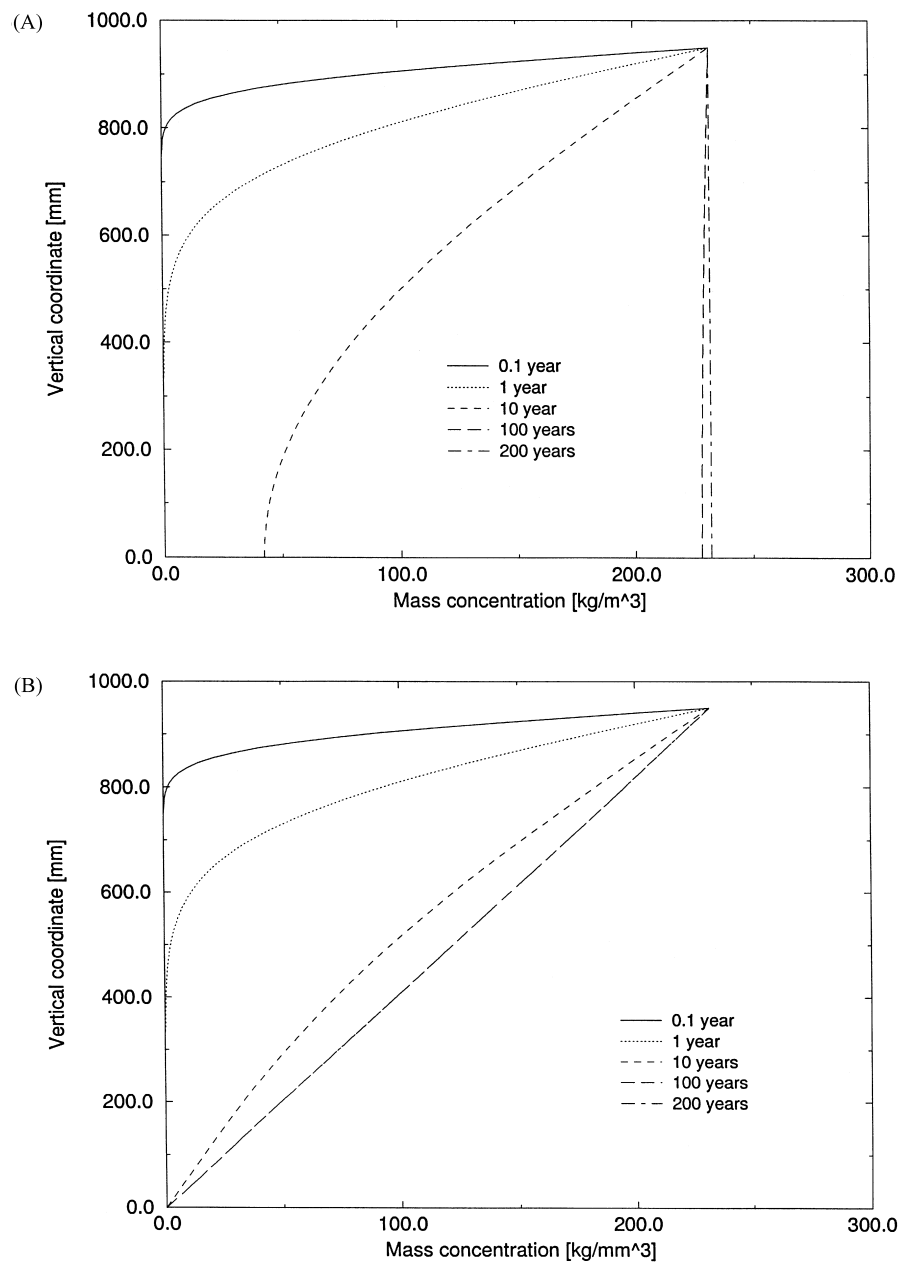 (A)
1000.0
800.0
600.0
400.0
200.0
0.0
Vertical coordinate [mm]
0.1 year
1 year
10 year
100 years
200 years
0.0 100.0 200.0 300.0
Mass concentration [kg/m^3]
(B)
1000.0
800.0
600.0
400.0
200.0
0.0
Vertical coordinate [mm]
0.1 year
1 year
10 years
100 years
200 years
0.0 100.0 200.0 300.0
Mass concentration [kg/mm^3]